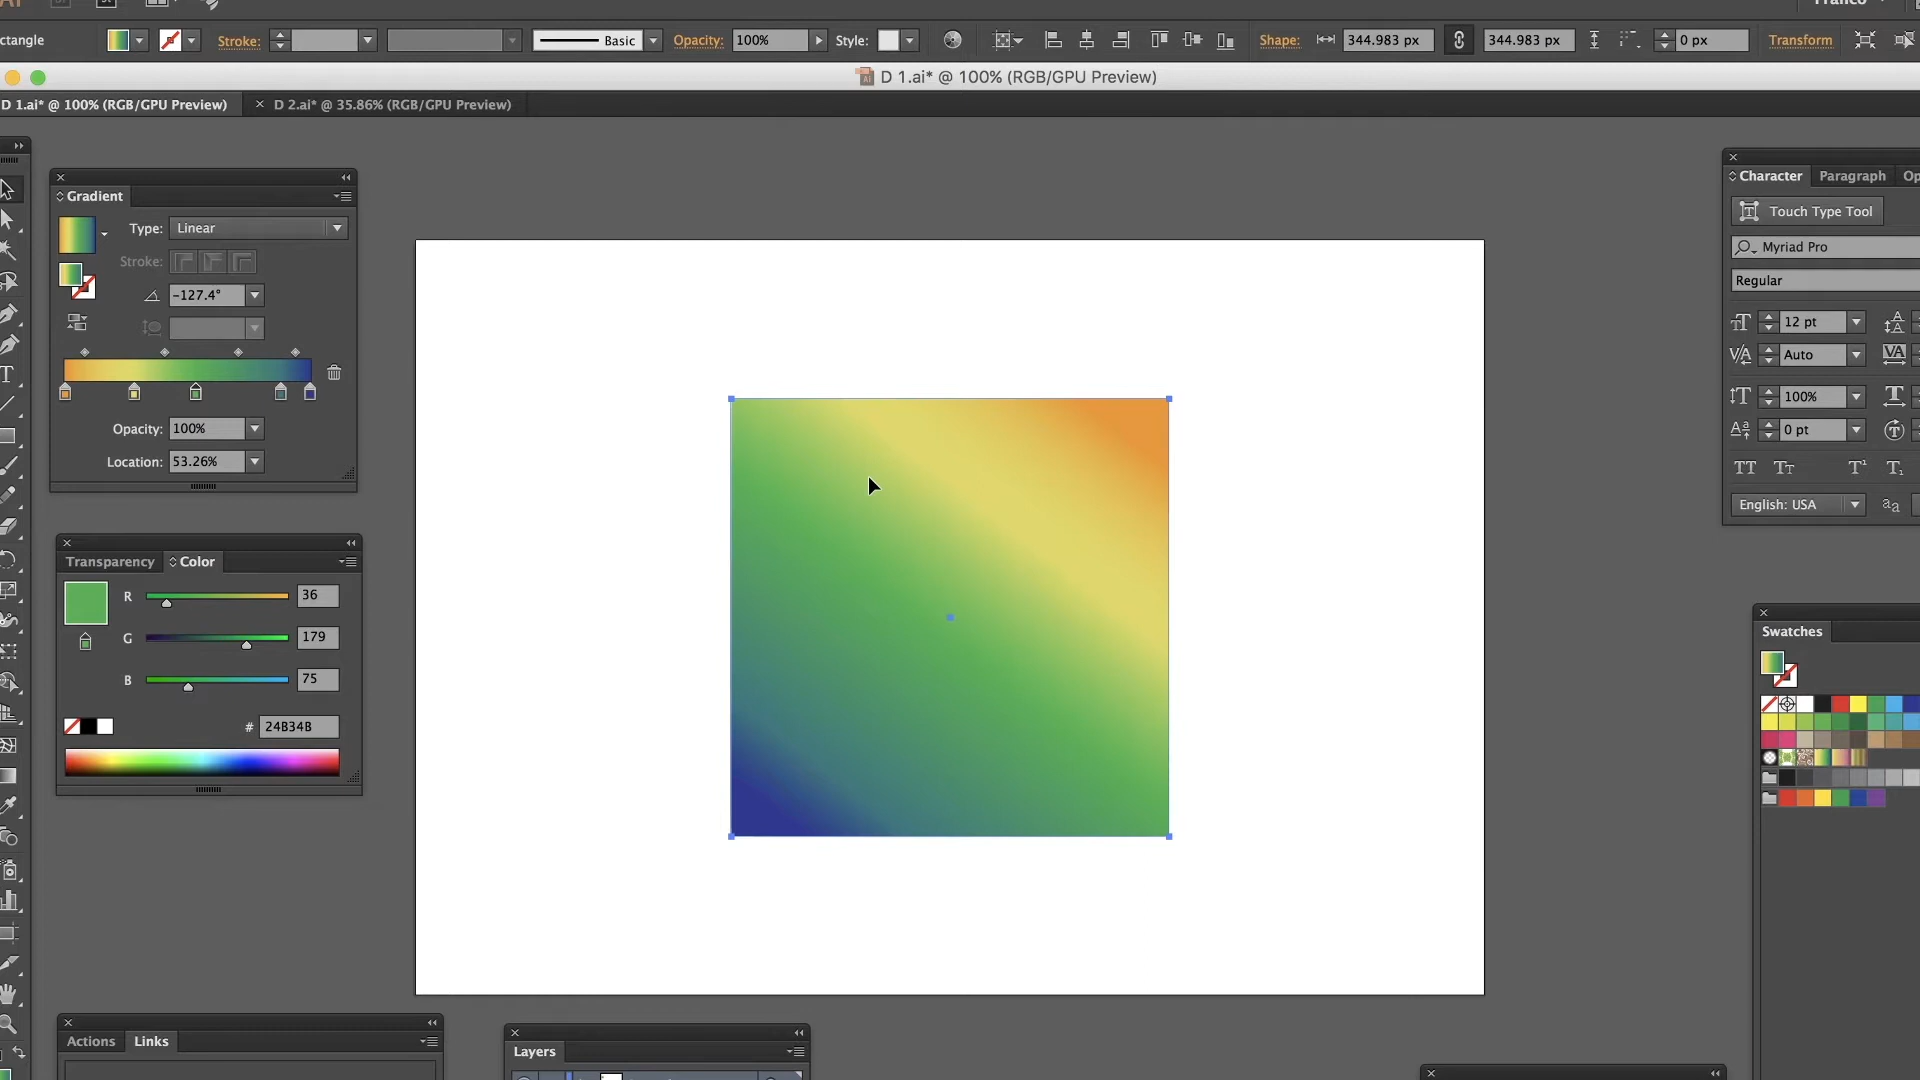 Franco
ctangle
Stroke:
Basic
Opacity: 100%
Style:
Shape: 344.983 px 344.983 px
0 px
Transform
D 1.ai* @ 100% (RGB/GPU Preview)
D 1.ai* @ 100% (RGB/GPU Preview)
D 2.ai* @ 35.86% (RGB/GPU Preview)
Gradient
Type: Linear
Stroke:
-127.4°
Opacity: 100%
Location: 53.26%
Transparency Color
R 36
G 179
B 75
# 24B34B
Actions Links
Layers
Character Paragraph Op
Touch Type Tool
Myriad Pro
Regular
12 pt
Auto
100%
0 pt
English: USA
Swatches